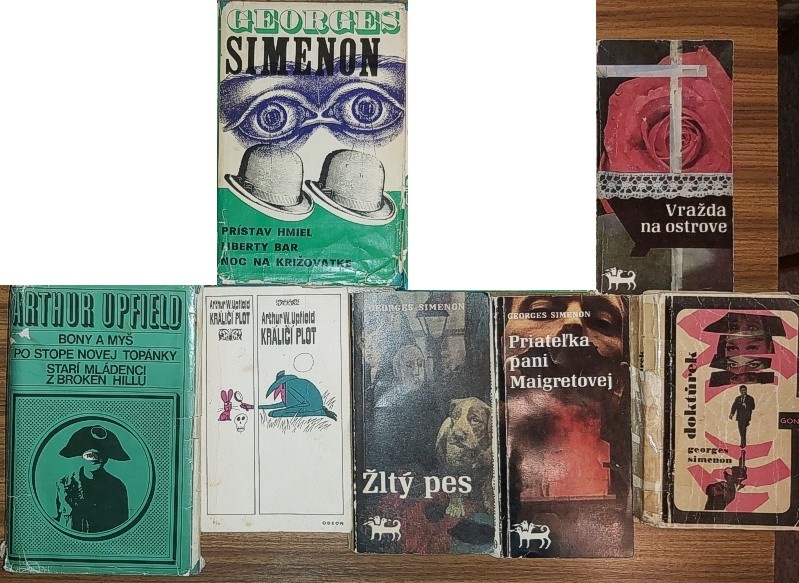 GEORGES
SIMENON
PRÍSTAV HMIEL
LIBERTY BAR
NOC NA KRIŽOVATKE
Vražda
na ostrove
ARTHUR UPFIELD
BONY A MYŠ
PO STOPE NOVEJ TOPÁNKY
STARÍ MLÁDENCI
Z BROKEN HILLU
Arthur W. Upfield
KRÁLIČÍ PLOT
Arthur W. Upfield
KRÁLIČÍ PLOT
ODEON
GEORGES SIMENON
Žltý pes
GEORGES SIMENON
Priateľka
pani
Maigretovej
doktůrek
georges
simenon
GON